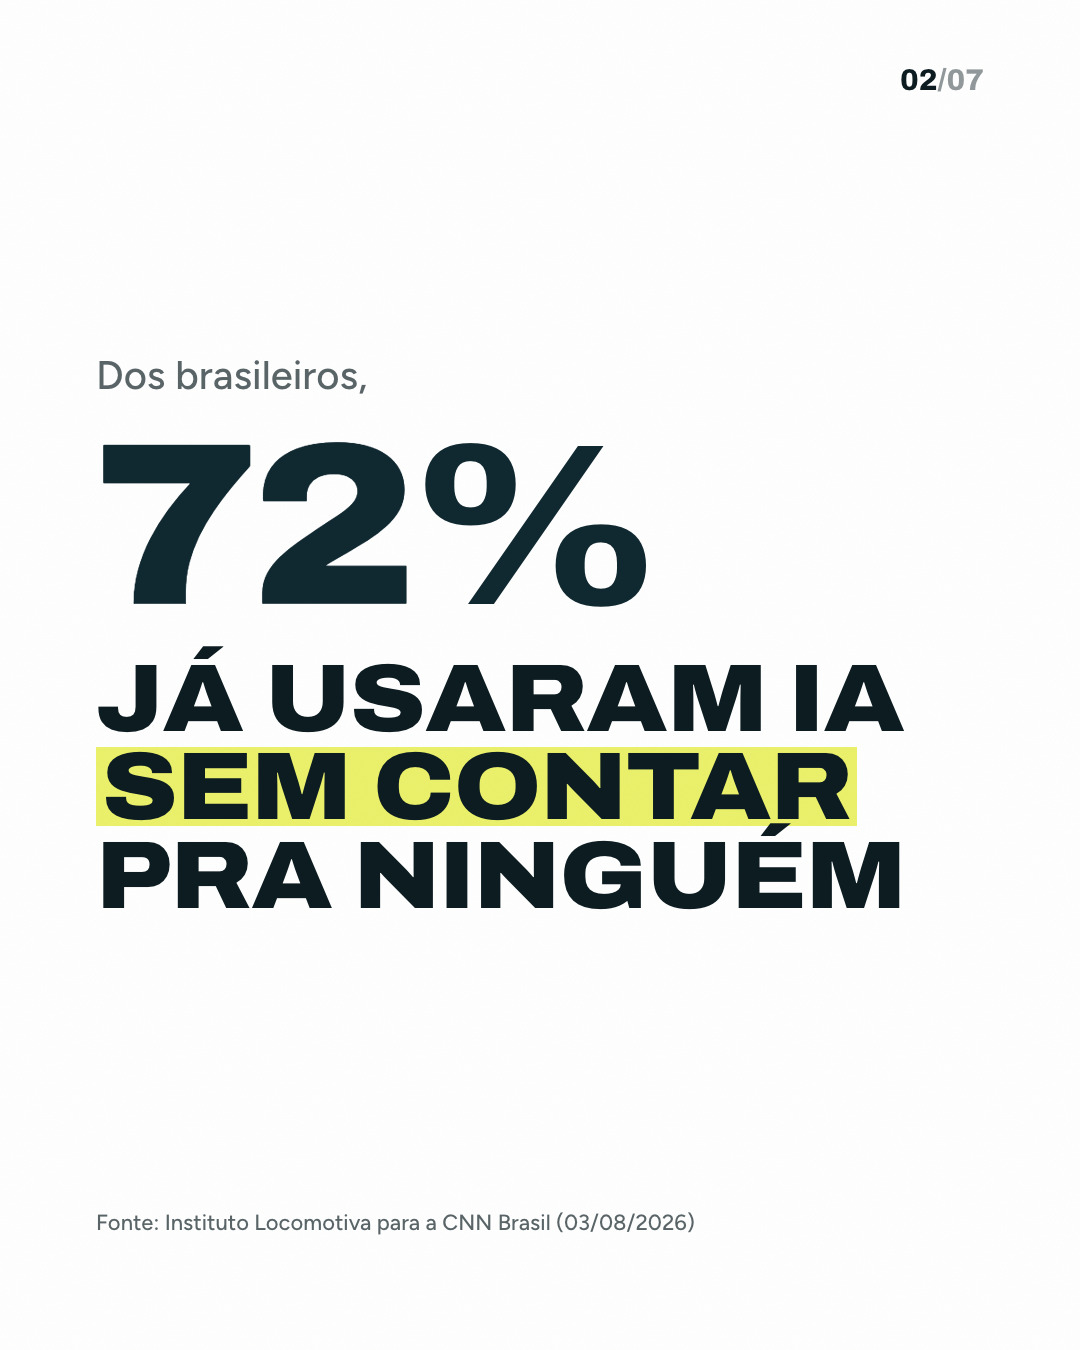 02/07
Dos brasileiros,
72%
JÁ USARAM IA
SEM CONTAR
PRA NINGUÉM
Fonte: Instituto Locomotiva para a CNN Brasil (03/08/2026)